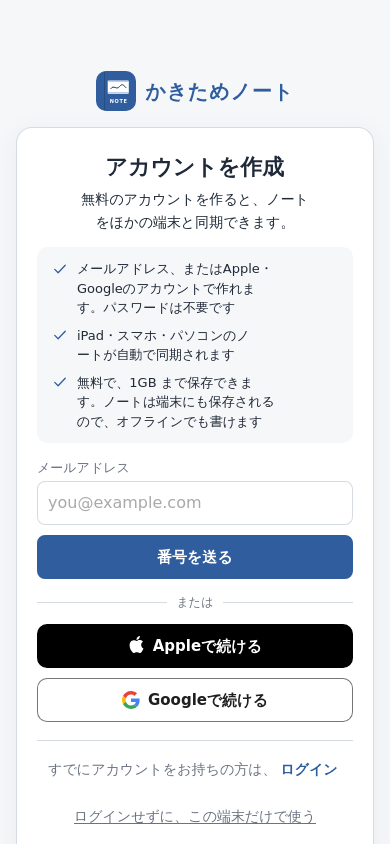 NOTE
かきためノート
アカウントを作成
無料のアカウントを作ると、ノート
をほかの端末と同期できます。
メールアドレス、またはApple・
Googleのアカウントで作れま
す。パスワードは不要です
iPad・スマホ・パソコンのノ
ートが自動で同期されます
無料で、1GB まで保存できま
す。ノートは端末にも保存される
ので、オフラインでも書けます
メールアドレス
you@example.com
番号を送る
または
Appleで続ける
Googleで続ける
すでにアカウントをお持ちの方は、 ログイン
ログインせずに、この端末だけで使う